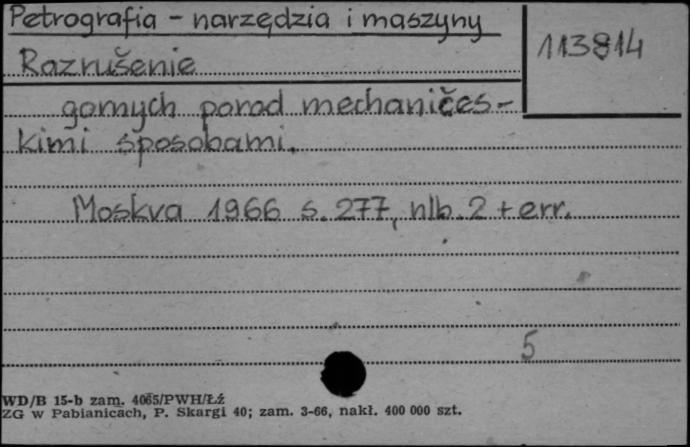 Petrografia - narzędzia i maszyny
113814
Razrušenie
gornych porod mechaničes-
kimi sposobami.
Moskva 1966 s. 277, nlb. 2 + err.
5
WD/B 15-b zam. 4065/PWH/Łź
ZG w Pabianicach, P. Skargi 40; zam. 3-66, nakł. 400 000 szt.